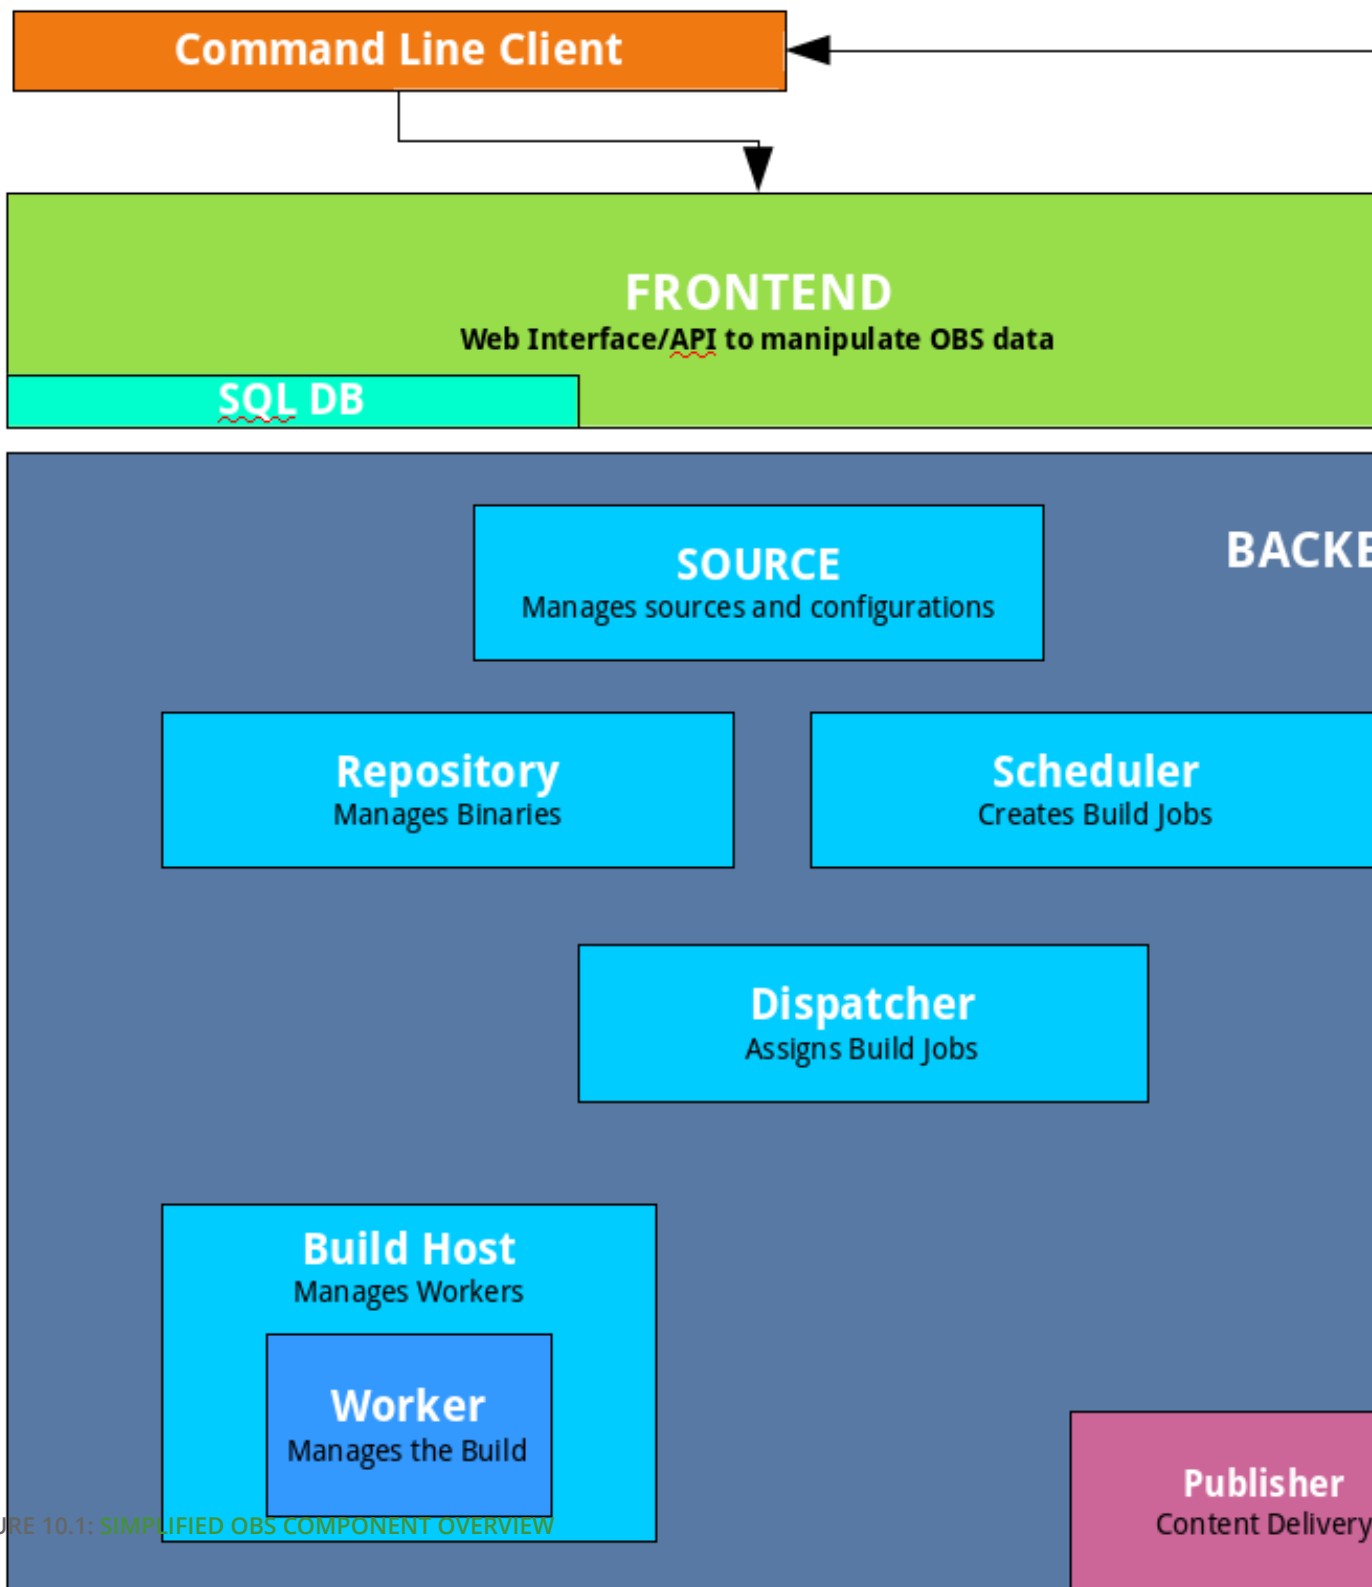 Command Line Client
FRONTEND
Web Interface/API to manipulate OBS data
SQL DB
SOURCE
Manages sources and configurations
BACKE
Repository
Manages Binaries
Scheduler
Creates Build Jobs
Dispatcher
Assigns Build Jobs
Build Host
Manages Workers
Worker
Manages the Build
Publisher
Content Delivery
URE 10.1: SIMPLIFIED OBS COMPONENT OVERVIEW